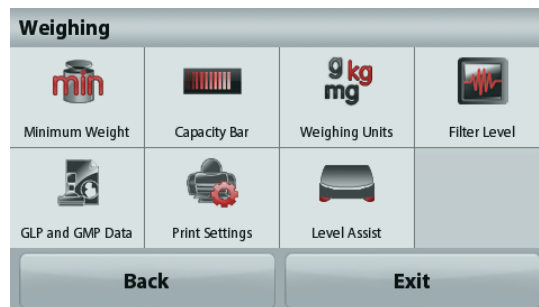 Weighing
min
g kg
mg
Minimum Weight
Capacity Bar
Weighing Units
Filter Level
GLP and GMP Data
Print Settings
Level Assist
Back
Exit